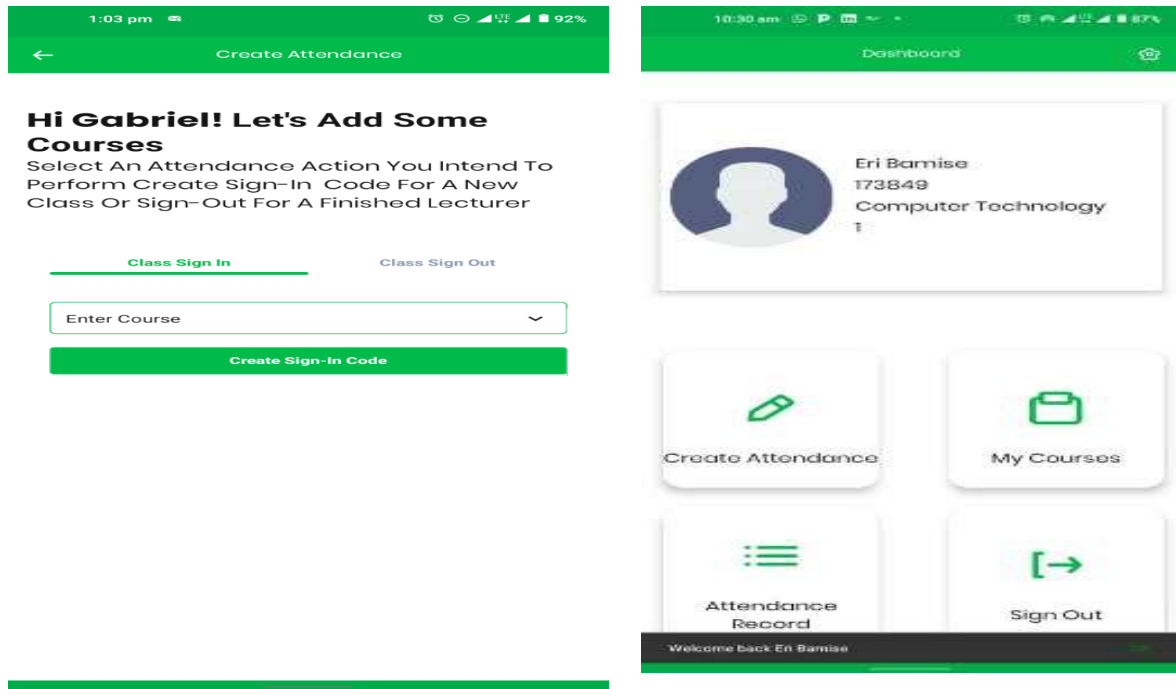 1:03 pm
92%
Create Attendance
Hi Gabriel! Let's Add Some
Courses
Select An Attendance Action You Intend To
Perform Create Sign-In Code For A New
Class Or Sign-Out For A Finished Lecturer
Class Sign In
Class Sign Out
Enter Course
Create Sign-In Code
10:30 am
87%
Dashboard
Eri Bamise
173849
Computer Technology
1
Create Attendance
My Courses
Attendance
Record
Sign Out
Welcome back Eri Bamise